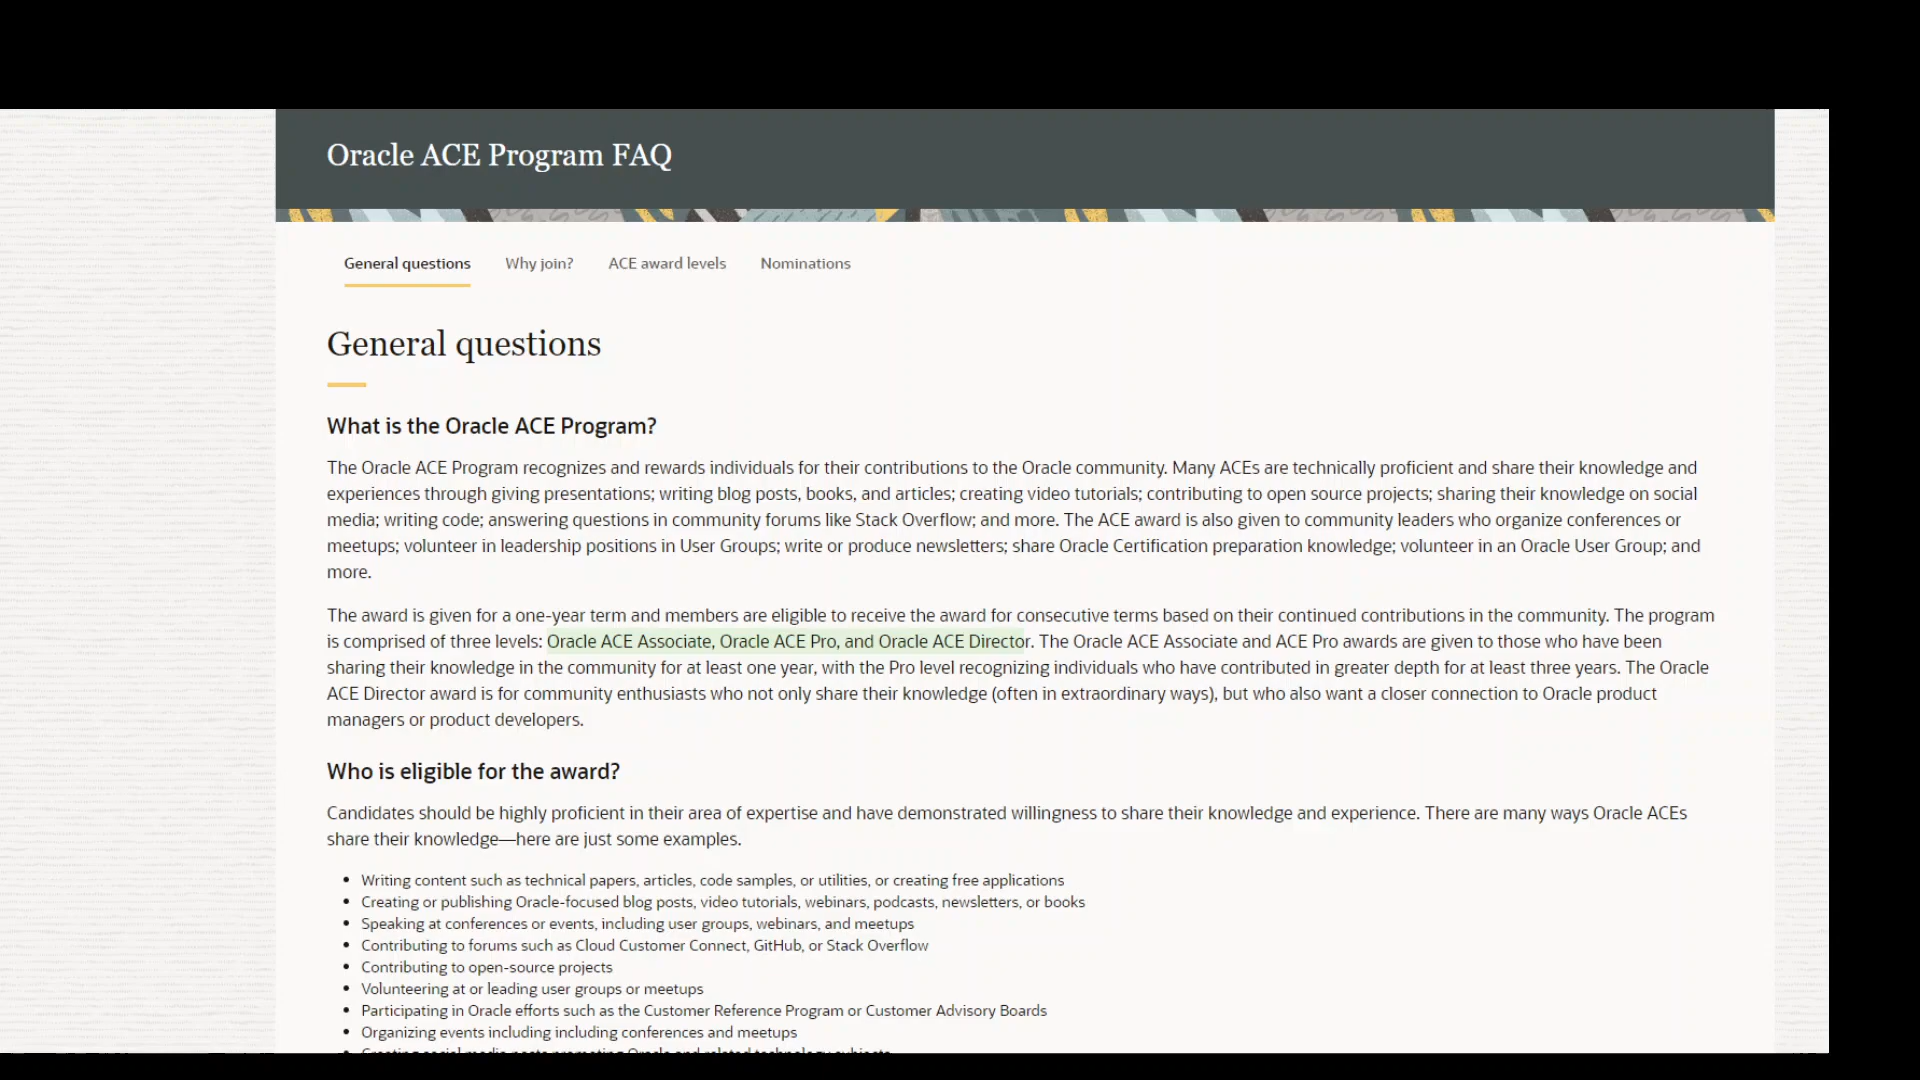 Oracle ACE Program FAQ
General questions
Why join?
ACE award levels
Nominations
General questions
What is the Oracle ACE Program?
The Oracle ACE Program recognizes and rewards individuals for their contributions to the Oracle community. Many ACEs are technically proficient and share their knowledge and
experiences through giving presentations; writing blog posts, books, and articles; creating video tutorials; contributing to open source projects; sharing their knowledge on social
media; writing code; answering questions in community forums like Stack Overflow; and more. The ACE award is also given to community leaders who organize conferences or
meetups; volunteer in leadership positions in User Groups; write or produce newsletters; share Oracle Certification preparation knowledge; volunteer in an Oracle User Group; and
more.
The award is given for a one-year term and members are eligible to receive the award for consecutive terms based on their continued contributions in the community. The program
is comprised of three levels: Oracle ACE Associate, Oracle ACE Pro, and Oracle ACE Director. The Oracle ACE Associate and ACE Pro awards are given to those who have been
sharing their knowledge in the community for at least one year, with the Pro level recognizing individuals who have contributed in greater depth for at least three years. The Oracle
ACE Director award is for community enthusiasts who not only share their knowledge (often in extraordinary ways), but who also want a closer connection to Oracle product
managers or product developers.
Who is eligible for the award?
Candidates should be highly proficient in their area of expertise and have demonstrated willingness to share their knowledge and experience. There are many ways Oracle ACEs
share their knowledge—here are just some examples.
• Writing content such as technical papers, articles, code samples, or utilities, or creating free applications
• Creating or publishing Oracle-focused blog posts, video tutorials, webinars, podcasts, newsletters, or books
• Speaking at conferences or events, including user groups, webinars, and meetups
• Contributing to forums such as Cloud Customer Connect, GitHub, or Stack Overflow
• Contributing to open-source projects
• Volunteering at or leading user groups or meetups
• Participating in Oracle efforts such as the Customer Reference Program or Customer Advisory Boards
• Organizing events including including conferences and meetups
• Creating social media posts promoting Oracle and related technology subjects